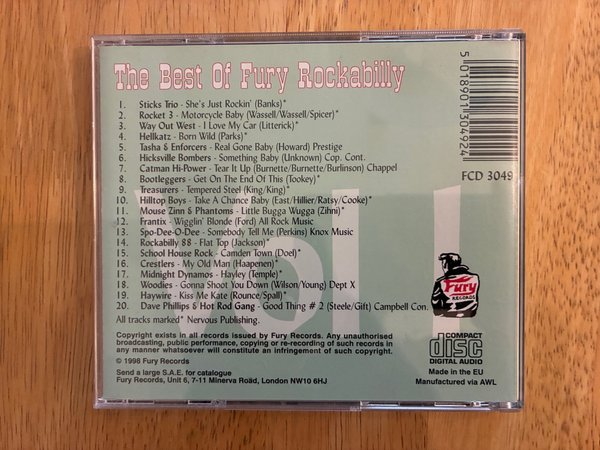 The Best Of Fury Rockabilly
1. Sticks Trio - She's Just Rockin' (Banks)*
2. Rocket 3 - Motorcycle Baby (Wassell/Wassell/Spicer)*
3. Way Out West - I Love My Car (Litterick)*
4. Hellkatz - Born Wild (Parks)*
5. Tasha & Enforcers - Real Gone Baby (Howard) Prestige
6. Hicksville Bombers - Something Baby (Unknown) Cop. Cont.
7. Catman Hi-Power - Tear It Up (Burnette/Burnette/Burlinson) Chappel
8. Bootleggers - Get On The End Of This (Tookey)*
9. Treasurers - Tempered Steel (King/King)*
10. Hilltop Boys - Take A Chance Baby (East/Hillier/Ratsy/Cooke)*
11. Mouse Zinn & Phantoms - Little Bugga Wugga (Zihni)*
12. Frantix - Wigglin' Blonde (Ford) All Rock Music
13. Spo-Dee-O-Dee - Somebody Tell Me (Perkins) Knox Music
14. Rockabilly 88 - Flat Top (Jackson)*
15. School House Rock - Camden Town (Doel)*
16. Crestlers - My Old Man (Haapenen)*
17. Midnight Dynamos - Hayley (Temple)*
18. Woodies - Gonna Shoot You Down (Wilson/Young) Dept X
19. Haywire - Kiss Me Kate (Rounce/Spall)*
20. Dave Phillips & Hot Rod Gang - Good Thing # 2 (Steele/Gift) Campbell Con.
All tracks marked* Nervous Publishing.
Vol 1
Copyright exists in all records issued by Fury Records. Any unauthorised
broadcasting, public performance, copying or re-recording of such records in
any manner whatsoever will constitute an infringement of such copyright.
© 1998 Fury Records
Send a large S.A.E. for catalogue
Fury Records, Unit 6, 7-11 Minerva Roäd, London NW10 6HJ
5 018901 304924
FCD 3049
Fury
RECORDS
COMPACT
disc
DIGITAL AUDIO
Made in the EU
Manufactured via AWL